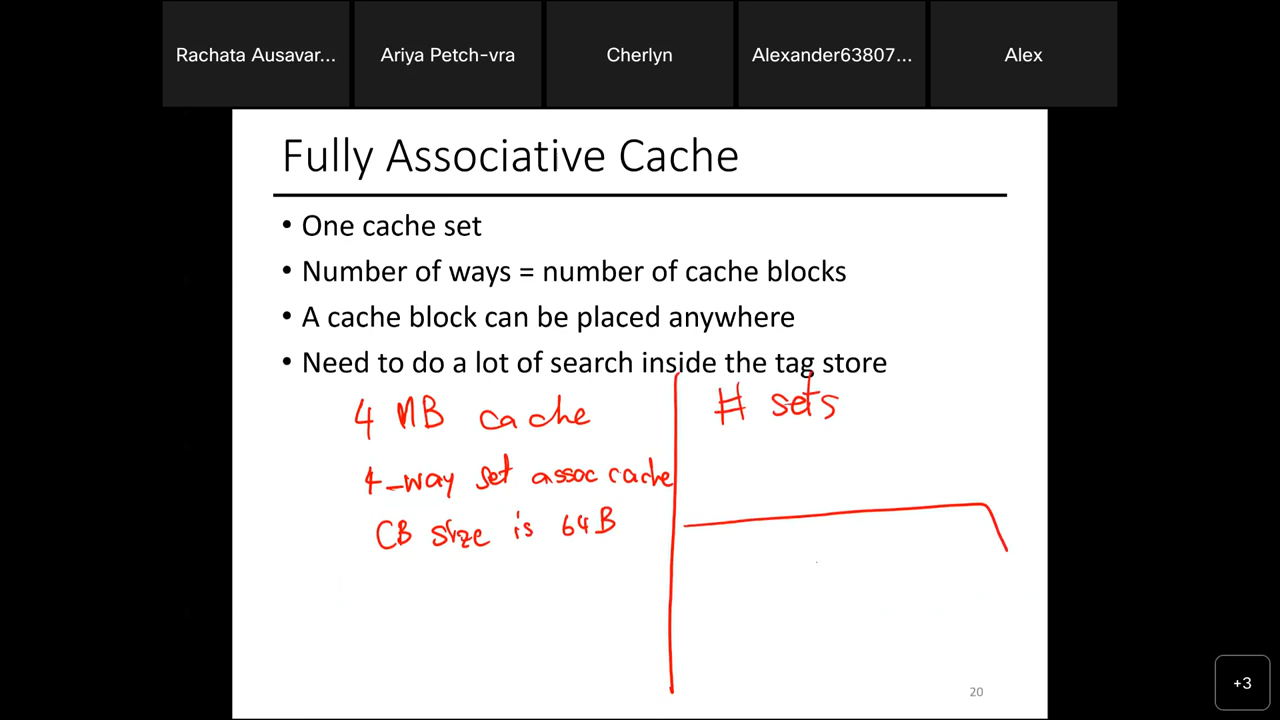 Rachata Ausavar...
Ariya Petch-vra
Cherlyn
Alexander63807...
Alex
Fully Associative Cache
• One cache set
• Number of ways = number of cache blocks
• A cache block can be placed anywhere
• Need to do a lot of search inside the tag store
4 MB cache
# sets
4-way set assoc cache
CB size is 64B
20
+3